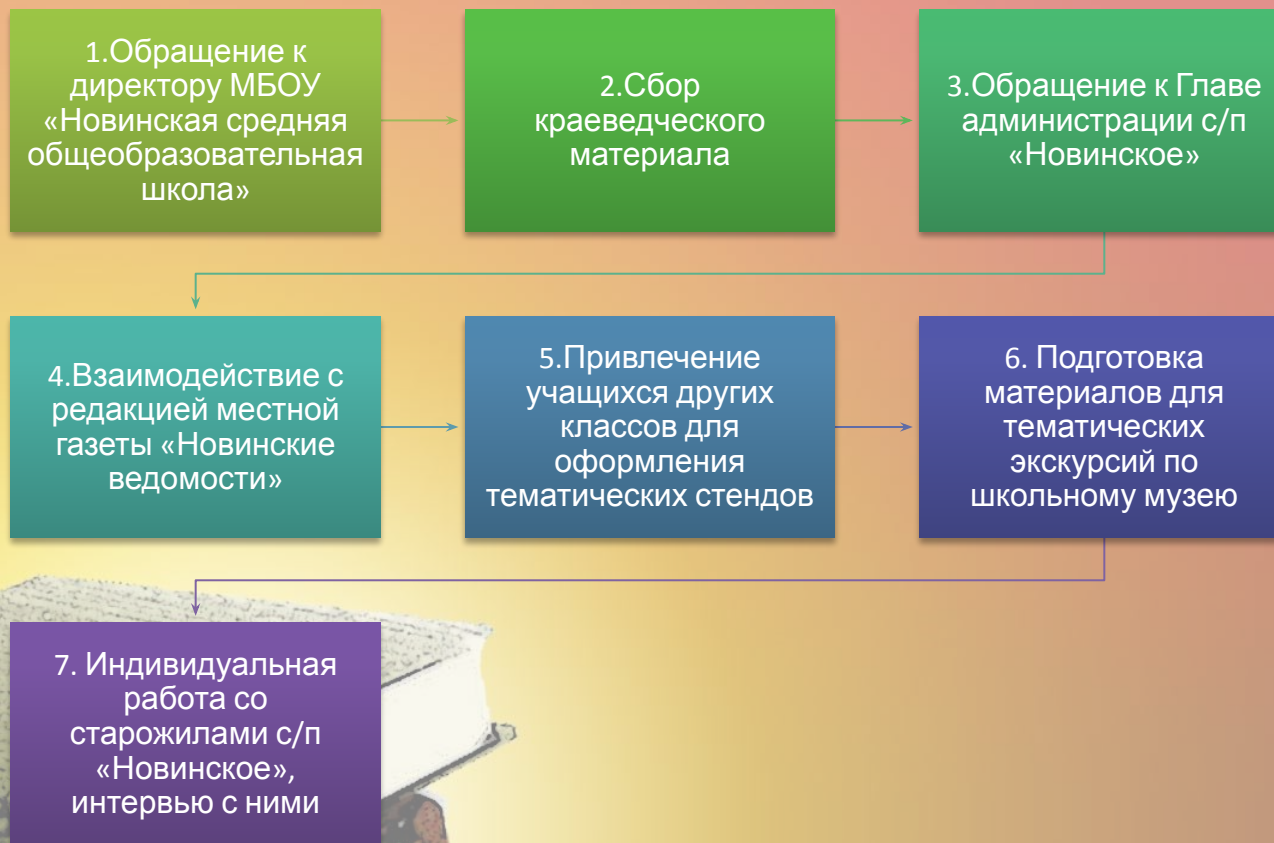 1.Обращение к
директору МБОУ
«Новинская средняя
общеобразовательная
школа»
2.Сбор
краеведческого
материала
3.Обращение к Главе
администрации с/п
«Новинское»
4.Взаимодействие с
редакцией местной
газеты «Новинские
ведомости»
5.Привлечение
учащихся других
классов для
оформления
тематических стендов
6. Подготовка
материалов для
тематических
экскурсий по
школьному музею
7. Индивидуальная
работа со
старожилами с/п
«Новинское»,
интервью с ними